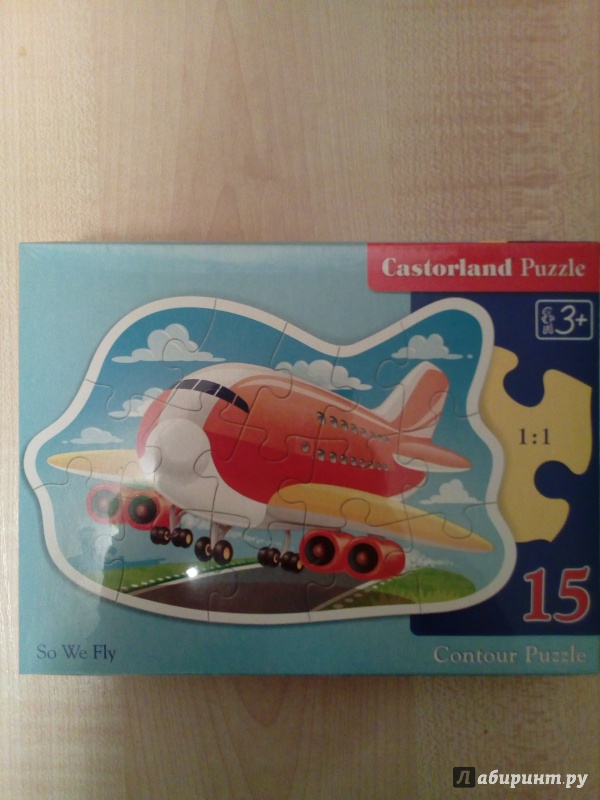 Castorland Puzzle
3+
1:1
15
So We Fly
Contour Puzzle
Лабиринт.ру